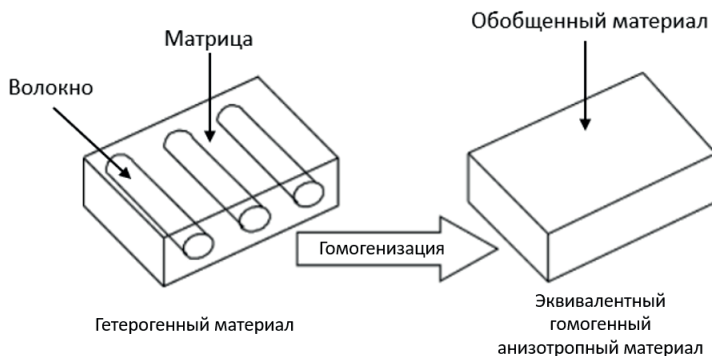 Обобщенный материал
Матрица
Волокно
Гомогенизация
Гетерогенный материал
Эквивалентный
гомогенный
анизотропный материал